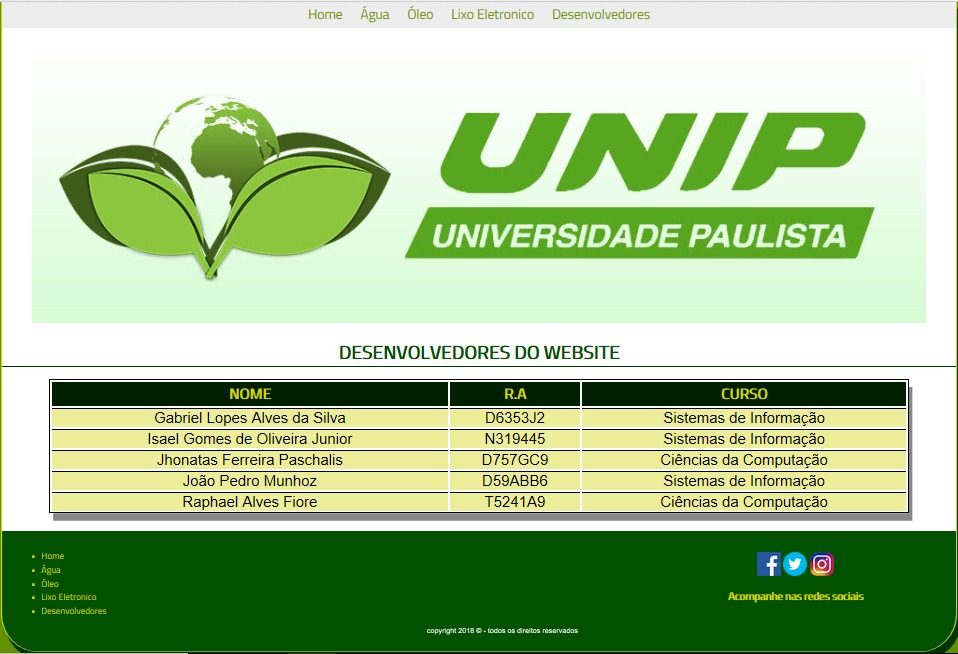 Home Água Óleo Lixo Eletronico Desenvolvedores
UNIP
UNIVERSIDADE PAULISTA
DESENVOLVEDORES DO WEBSITE
NOME R.A CURSO
Gabriel Lopes Alves da Silva D6353J2 Sistemas de Informação
Isael Gomes de Oliveira Junior N319445 Sistemas de Informação
Jhonatas Ferreira Paschalis D757GC9 Ciências da Computação
João Pedro Munhoz D59ABB6 Sistemas de Informação
Raphael Alves Fiore T5241A9 Ciências da Computação
Home
Água
Óleo
Lixo Eletronico
Desenvolvedores
Acompanhe nas redes sociais
copyright 2018 © - todos os direitos reservados